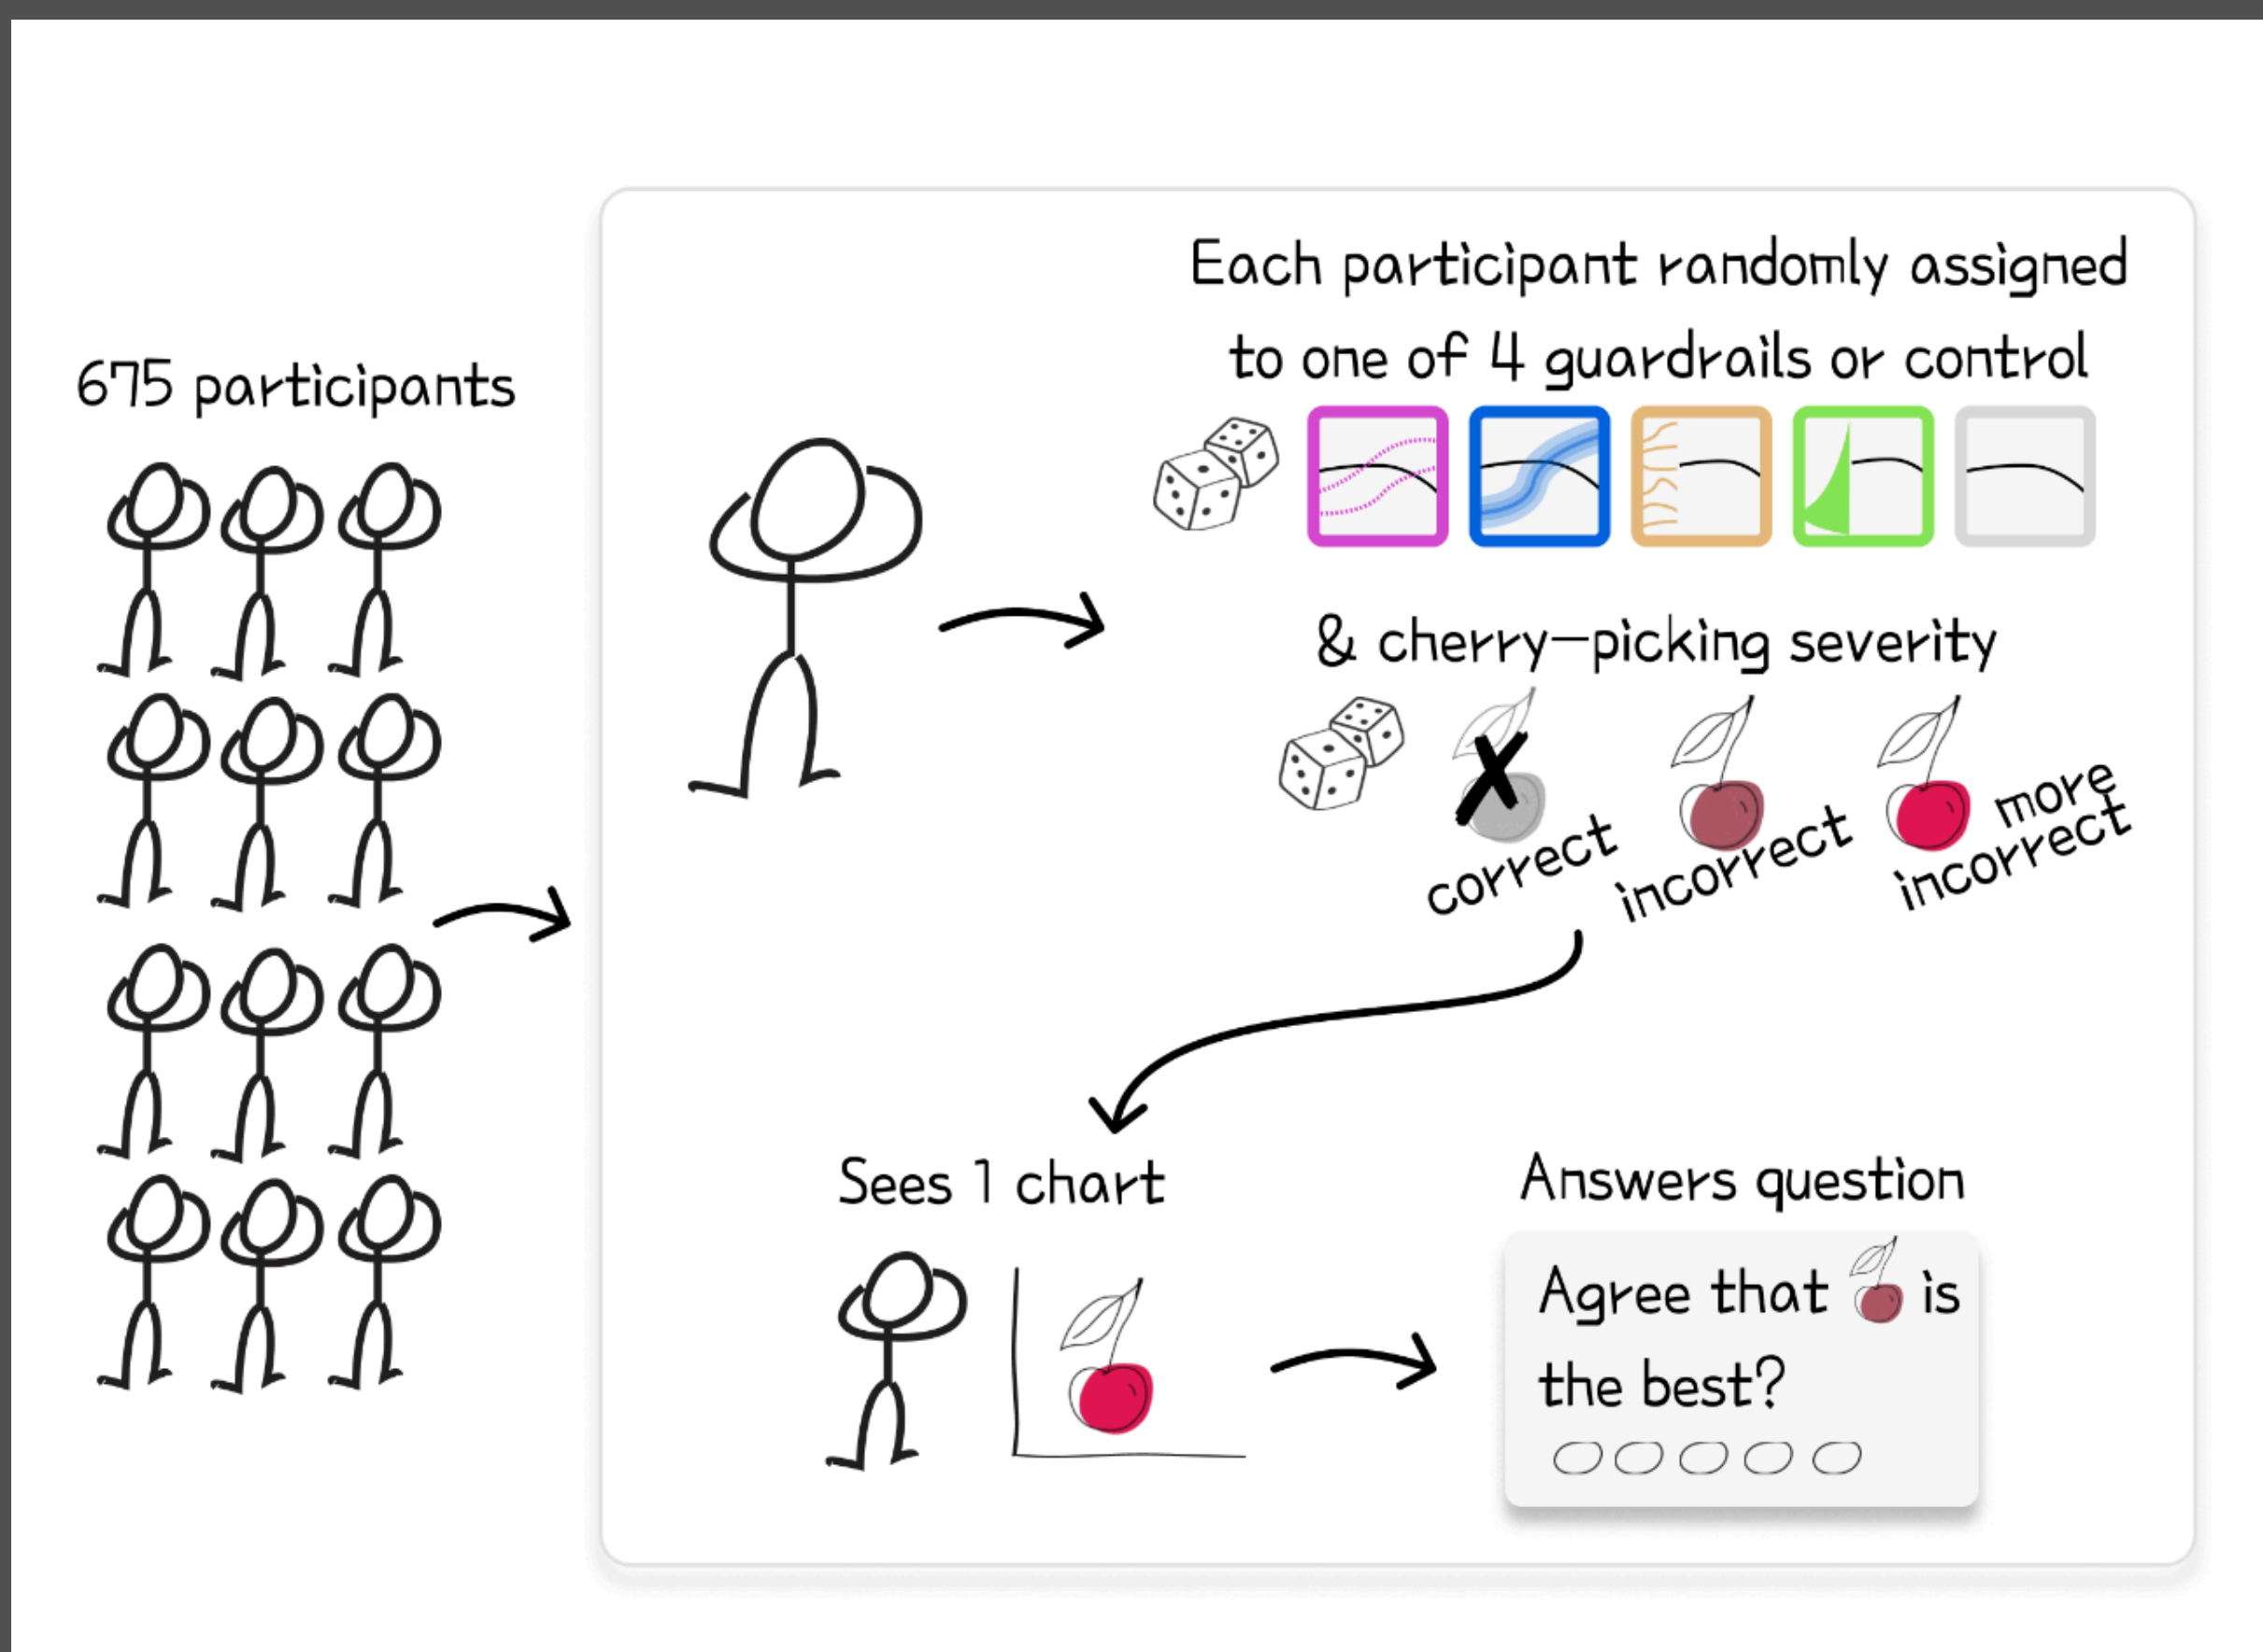 675 participants
Each participant randomly assigned
to one of 4 guardrails or control
& cherry—picking severity
correct
incorrect
more
incorrect
Sees 1 chart
Answers question
Agree that is
the best?